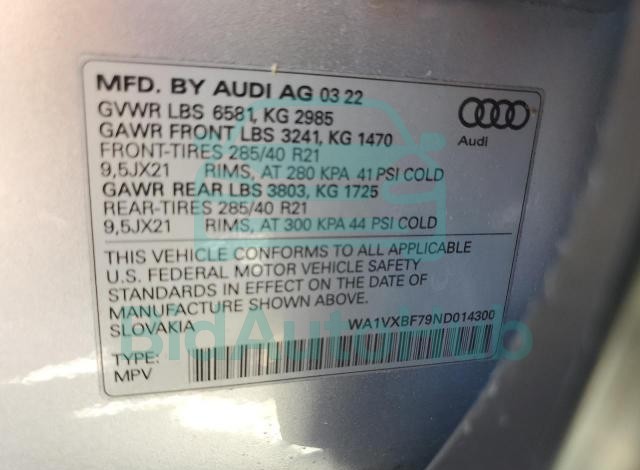 MFD. BY AUDI AG 03 22
GVWR LBS 6581, KG 2985
GAWR FRONT LBS 3241, KG 1470
FRONT-TIRES 285/40 R21
9,5JX21 RIMS, AT 280 KPA 41 PSI COLD
GAWR REAR LBS 3803, KG 1725
REAR-TIRES 285/40 R21
9,5JX21 RIMS, AT 300 KPA 44 PSI COLD
Audi
THIS VEHICLE CONFORMS TO ALL APPLICABLE
U.S. FEDERAL MOTOR VEHICLE SAFETY
STANDARDS IN EFFECT ON THE DATE OF
MANUFACTURE SHOWN ABOVE.
SLOVAKIA WA1VXBF79ND014300
TYPE:
MPV
BidAutoHub